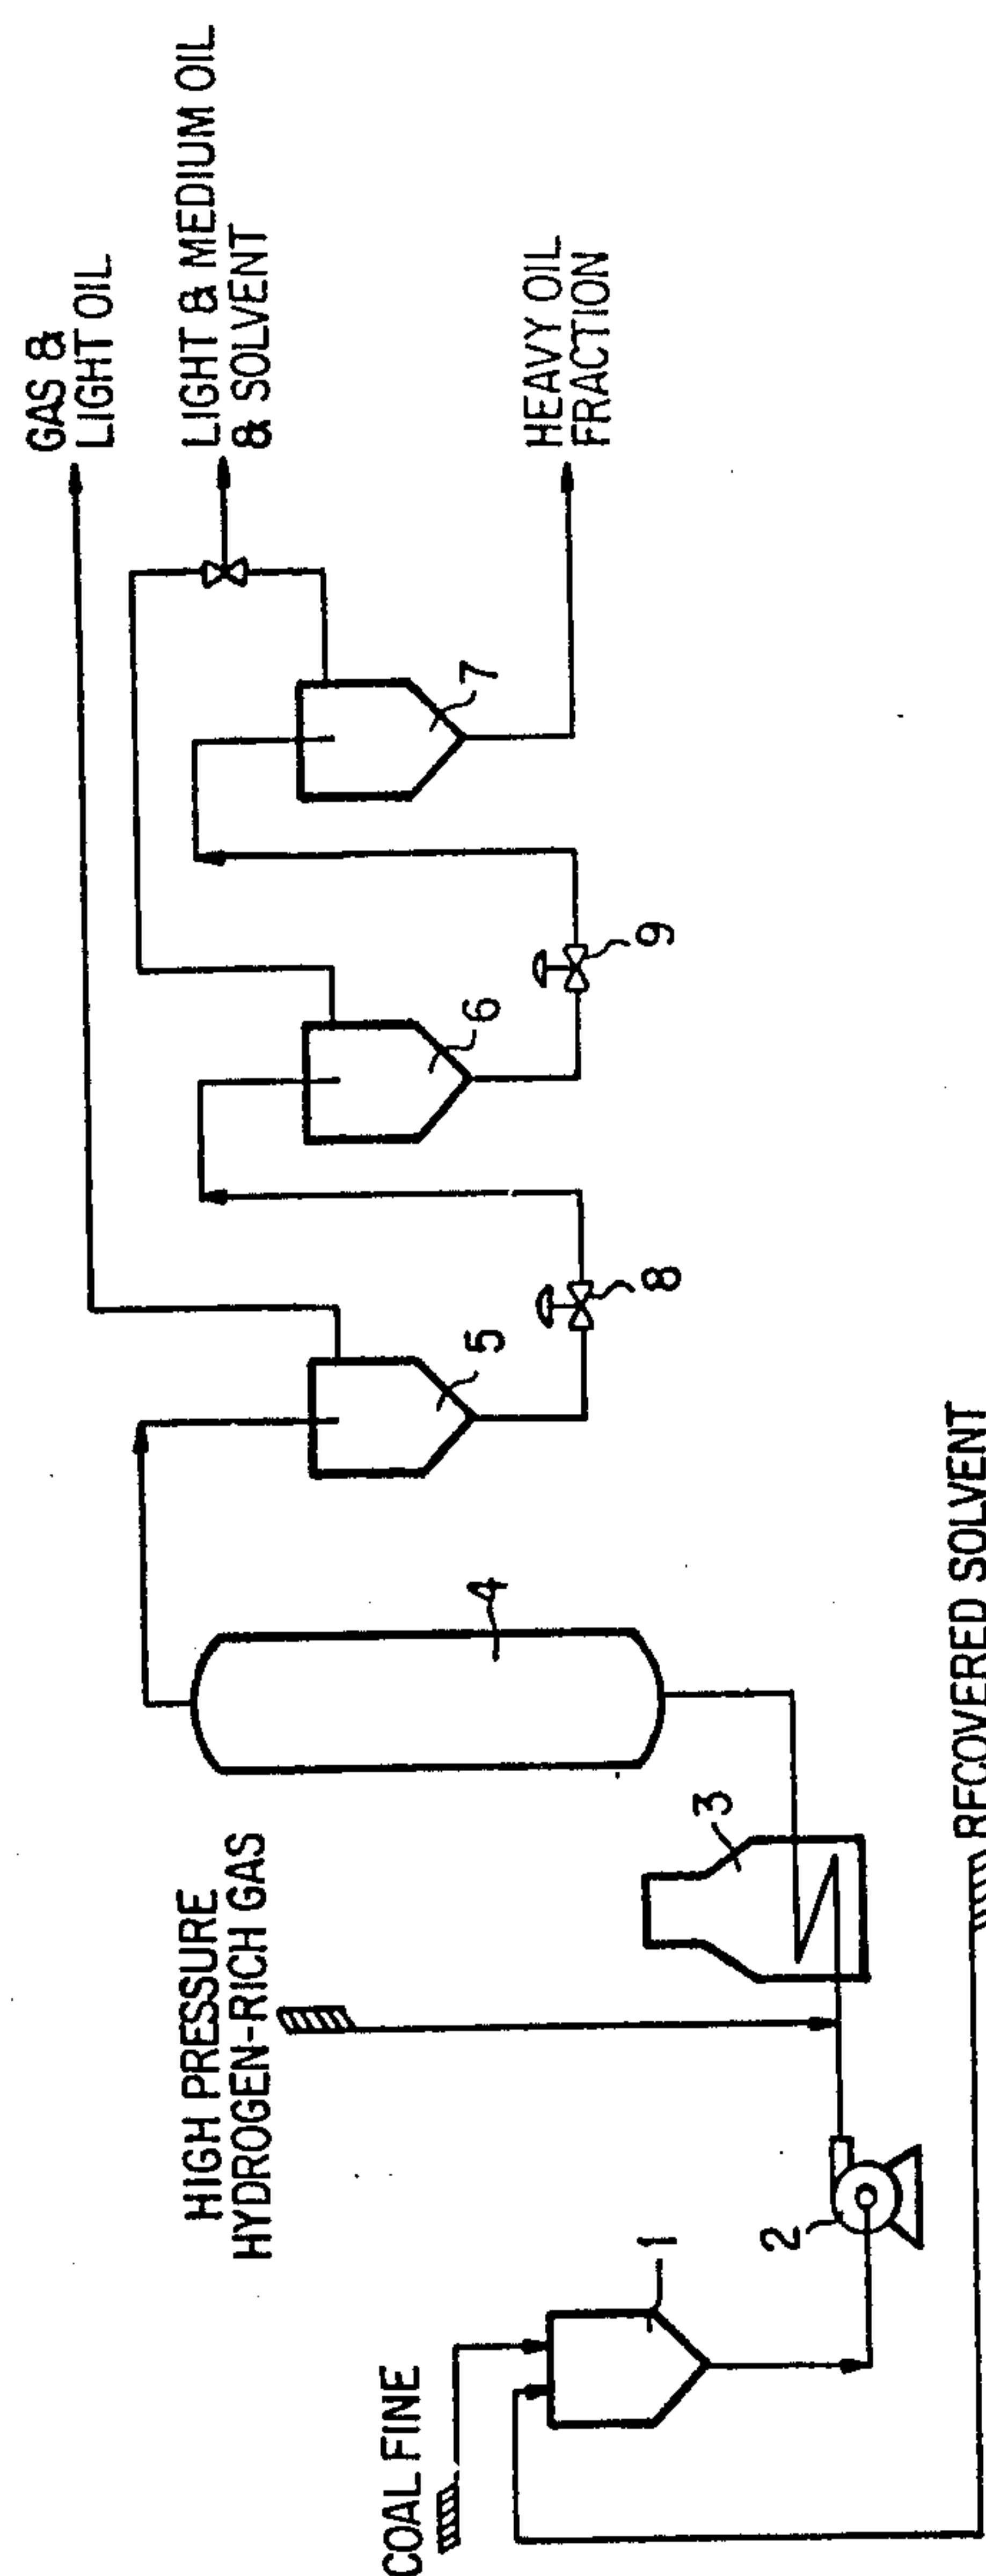 GAS &
LIGHT OIL
LIGHT & MEDIUM OIL
& SOLVENT
HEAVY OIL
FRACTION
HIGH PRESSURE
HYDROGEN-RICH GAS
COAL FINE
RECOVERED SOLVENT
1
2
3
4
5
6
7
8
9